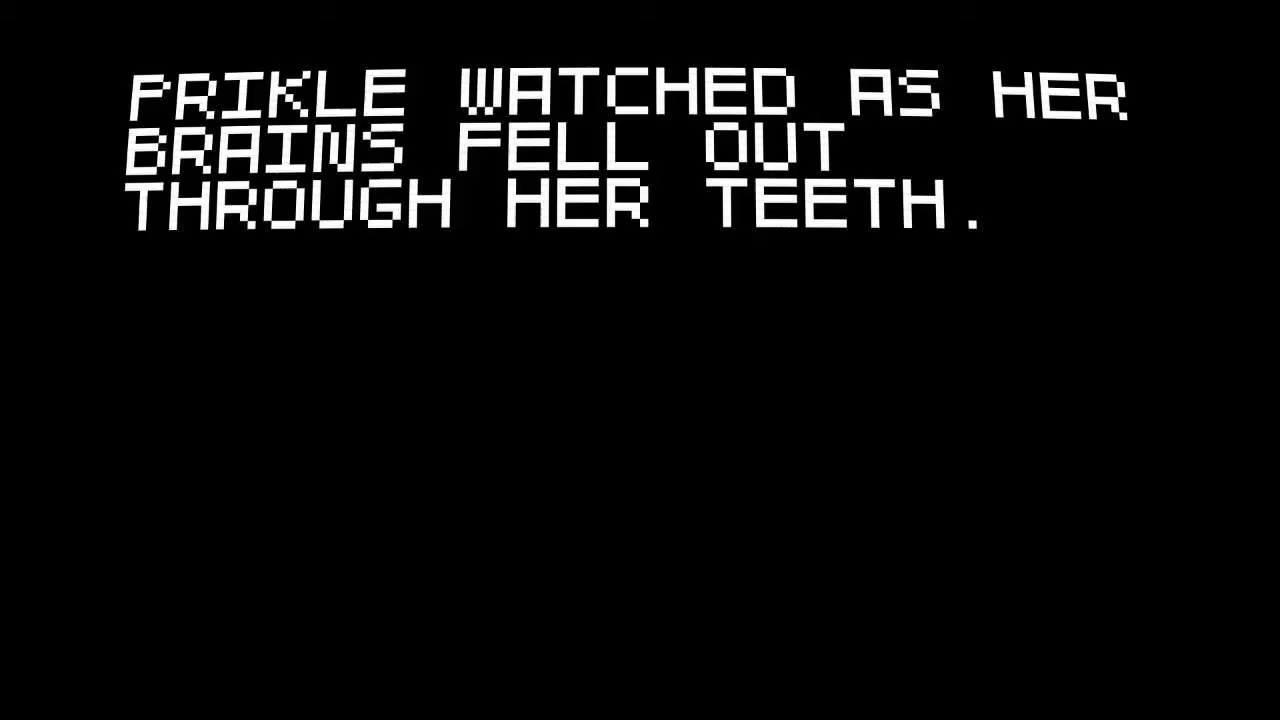 PRIKLE WATCHED AS HER
BRAINS FELL OUT
THROUGH HER TEETH.